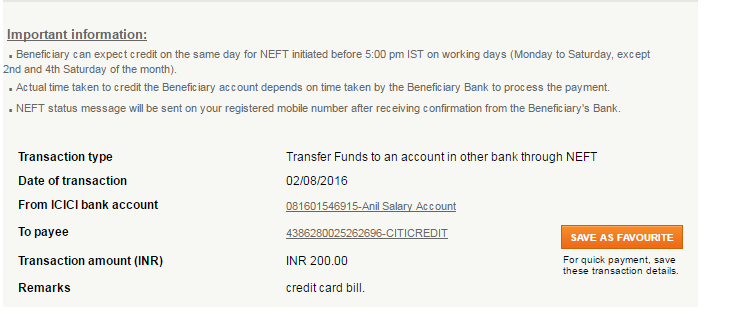 Important information:
. Beneficiary can expect credit on the same day for NEFT initiated before 5:00 pm IST on working days (Monday to Saturday, except
2nd and 4th Saturday of the month).
. Actual time taken to credit the Beneficiary account depends on time taken by the Beneficiary Bank to process the payment.
. NEFT status message will be sent on your registered mobile number after receiving confirmation from the Beneficiary's Bank.
Transaction type Transfer Funds to an account in other bank through NEFT
Date of transaction 02/08/2016
From ICICI bank account 081601546915-Anil Salary Account
To payee 4386280025262696-CITICREDIT
SAVE AS FAVOURITE
Transaction amount (INR) INR 200.00
For quick payment, save
these transaction details.
Remarks credit card bill.